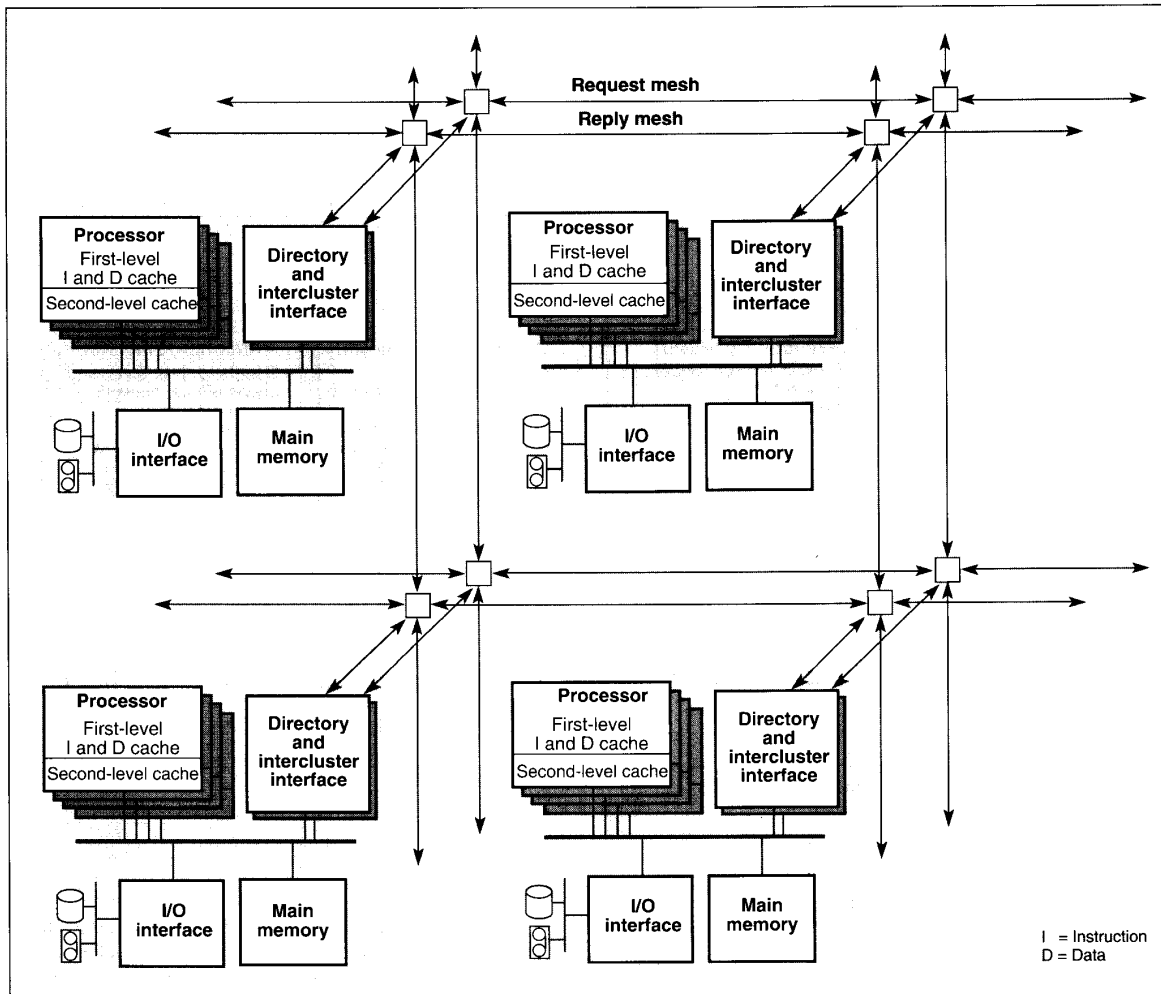 Request mesh
Reply mesh
Processor
First-level
I and D cache
Second-level cache
Directory
and
intercluster
interface
Processor
First-level
I and D cache
Second-level cache
Directory
and
intercluster
interface
I/O
interface
Main
memory
I/O
interface
Main
memory
Processor
First-level
I and D cache
Second-level cache
Directory
and
intercluster
interface
Processor
First-level
I and D cache
Second-level cache
Directory
and
intercluster
interface
I/O
interface
Main
memory
I/O
interface
Main
memory
I = Instruction
D = Data